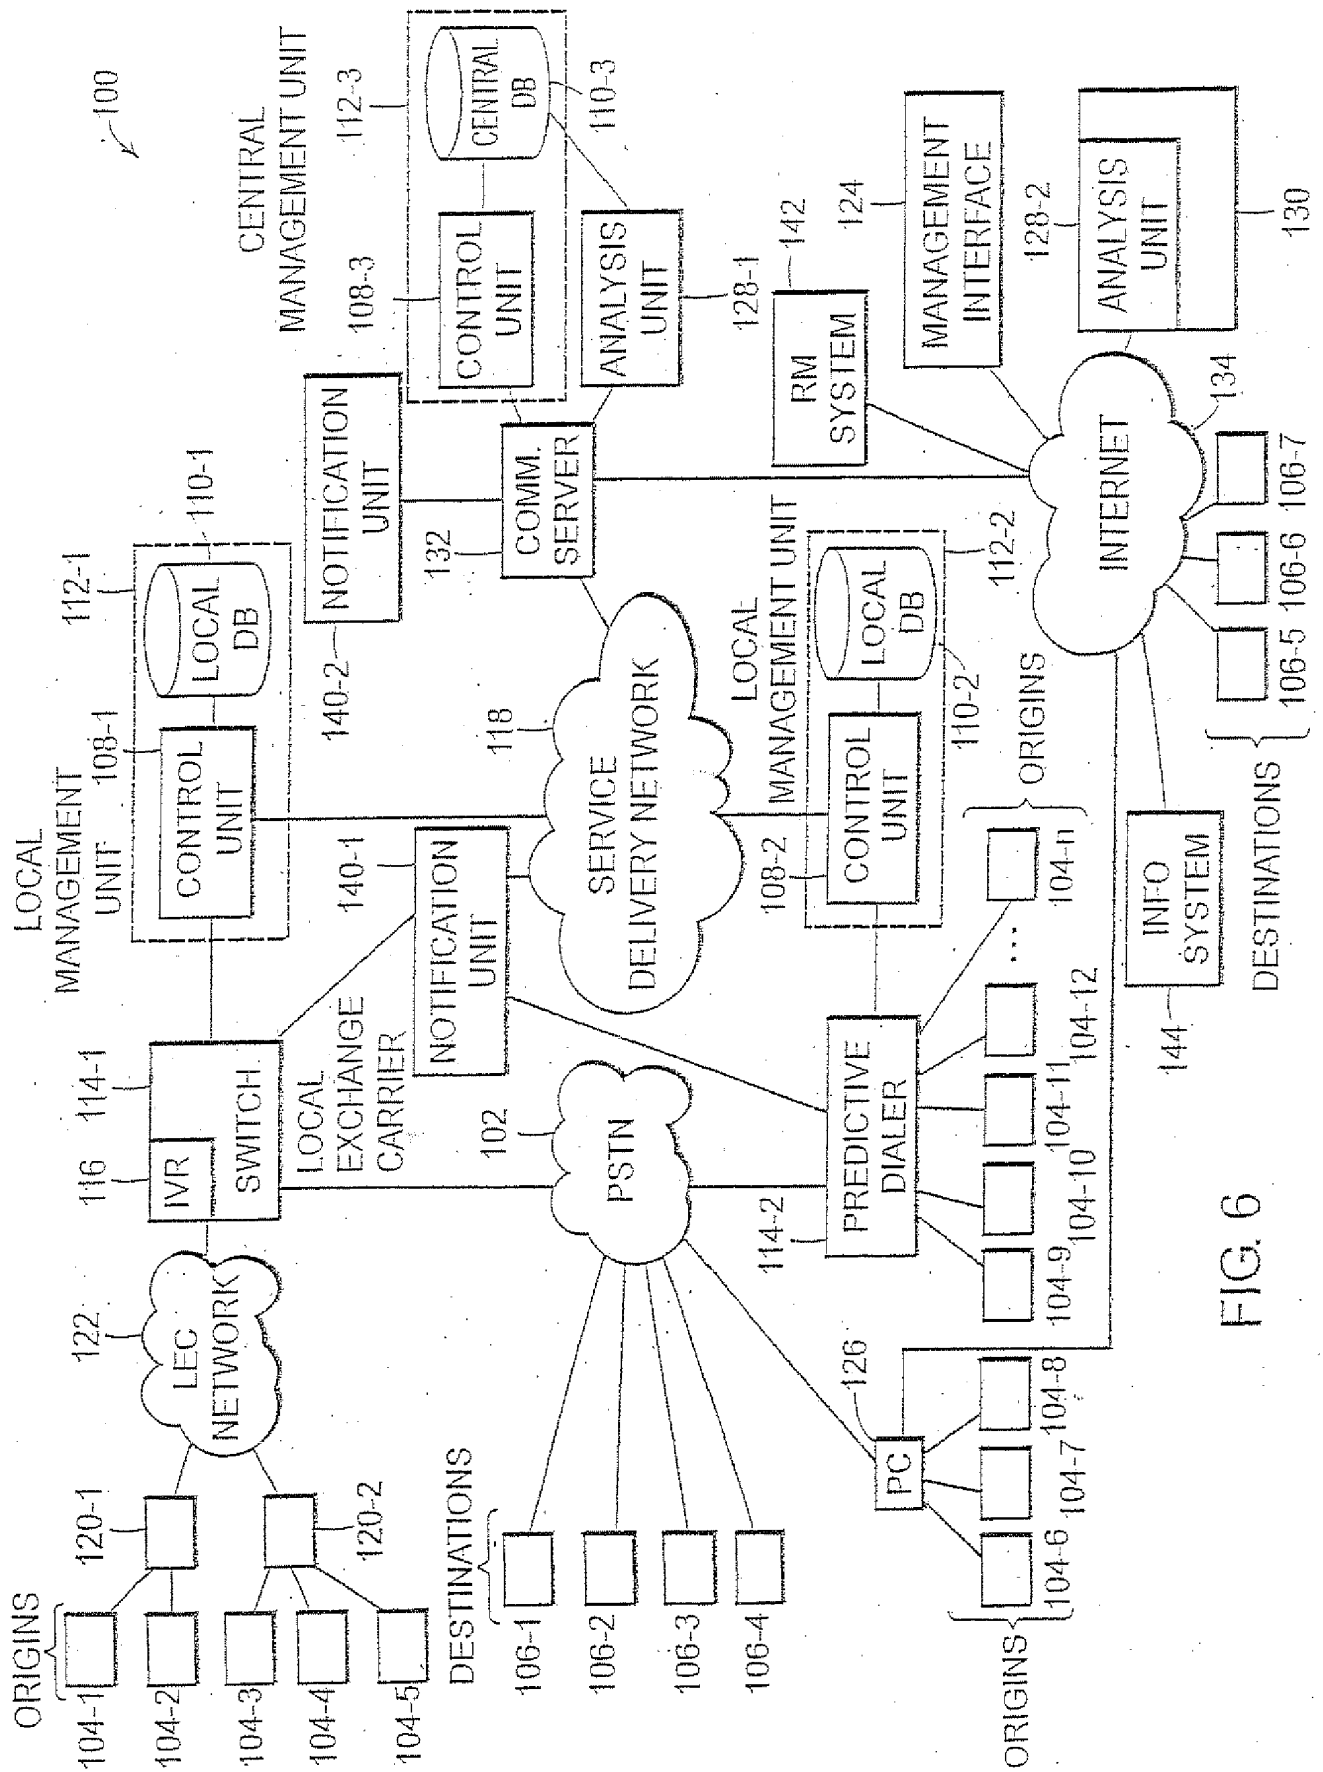 100
CENTRAL
MANAGEMENT UNIT
112-3
CENTRAL
DB
110-3
108-3
CONTROL
UNIT
ANALYSIS
UNIT
128-1
NOTIFICATION
UNIT
140-2
COMM.
SERVER
132
RM
SYSTEM
142
MANAGEMENT
INTERFACE
124
ANALYSIS
UNIT
128-2
130
INTERNET
134
106-5
106-6
106-7
DESTINATIONS
INFO
SYSTEM
144
LOCAL
MANAGEMENT
UNIT
112-1
110-1
LOCAL
DB
108-1
CONTROL
UNIT
SERVICE
DELIVERY NETWORK
118
NOTIFICATION
UNIT
140-1
LOCAL
MANAGEMENT UNIT
112-2
LOCAL
DB
110-2
108-2
CONTROL
UNIT
SWITCH
IVR
114-1
116
LOCAL
EXCHANGE
CARRIER
PSTN
102
PREDICTIVE
DIALER
114-2
ORIGINS
104-n
...
104-12
104-11
104-10
104-9
LEC
NETWORK
122
120-1
120-2
ORIGINS
104-1
104-2
104-3
104-4
104-5
DESTINATIONS
106-1
106-2
106-3
106-4
PC
126
104-6
104-7
104-8
ORIGINS
FIG. 6